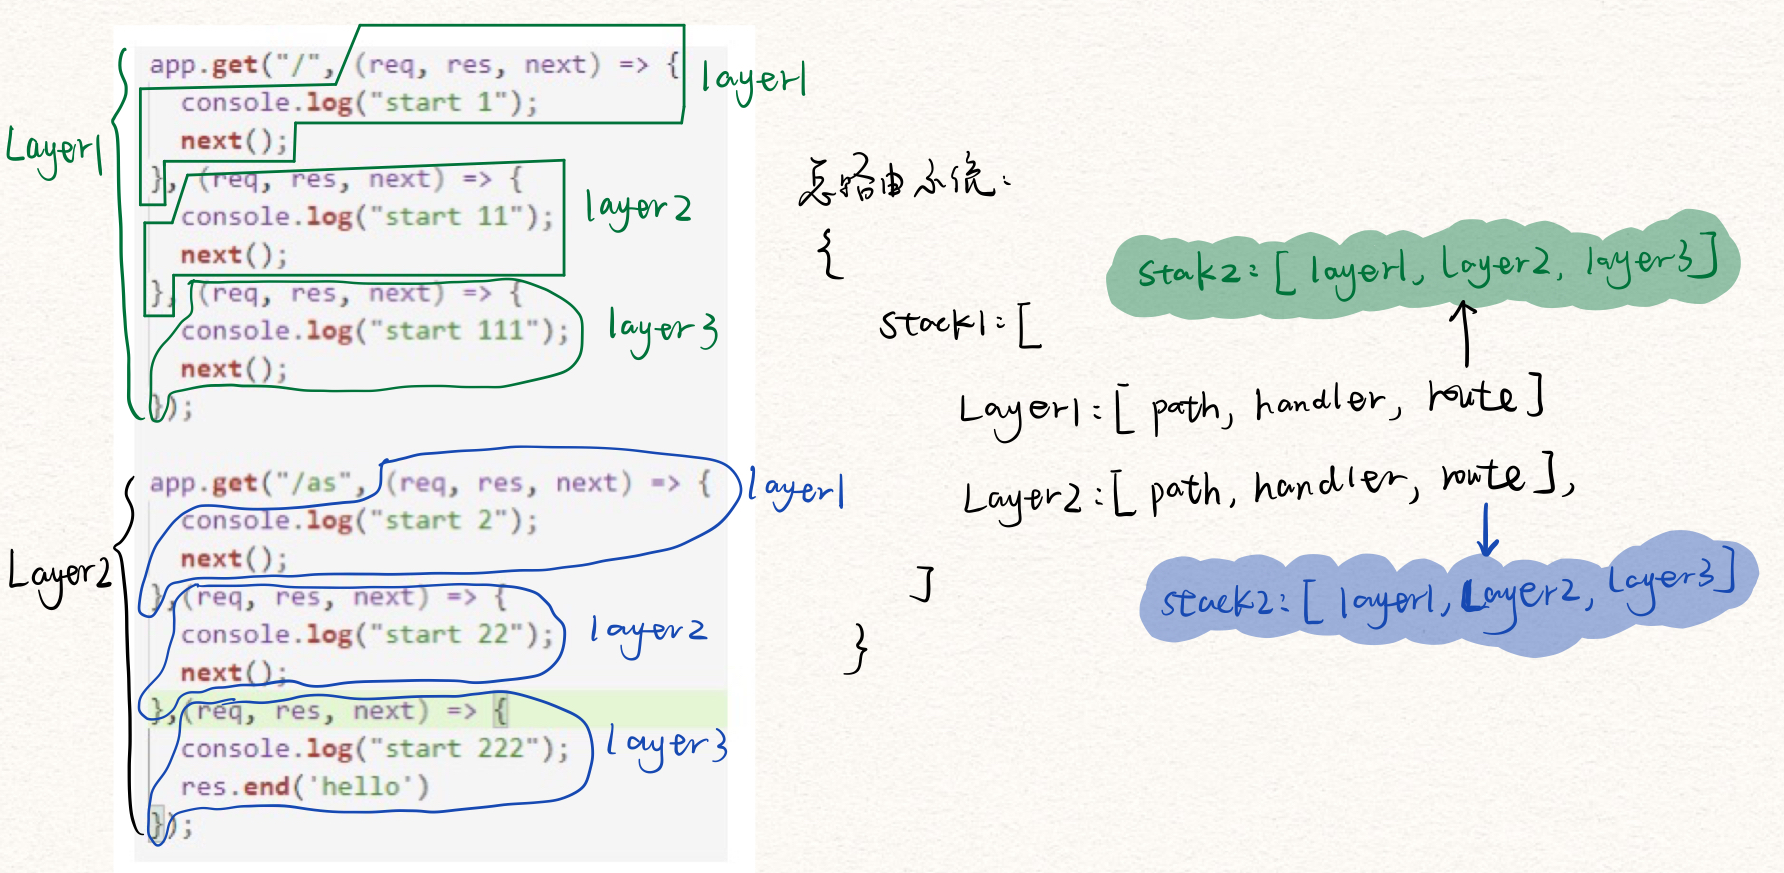 app.get("/", (req, res, next) => {
console.log("start 1");
next();
}, (req, res, next) => {
console.log("start 11");
next();
}, (req, res, next) => {
console.log("start 111");
next();
});
app.get("/as", (req, res, next) => {
console.log("start 2");
next();
},(req, res, next) => {
console.log("start 22");
next();
},(req, res, next) => {
console.log("start 222");
res.end('hello')
});
Layer1
layer1
layer2
layer3
Layer2
layer1
layer2
layer3
总路由系统:
{
stack1:[
Layer1:[ path, handler, route ]
Layer2:[ path, handler, route ],
]
}
Stak2:[ layer1, Layer2, layer3]
stack2:[ layer1, Layer2, Layer3]